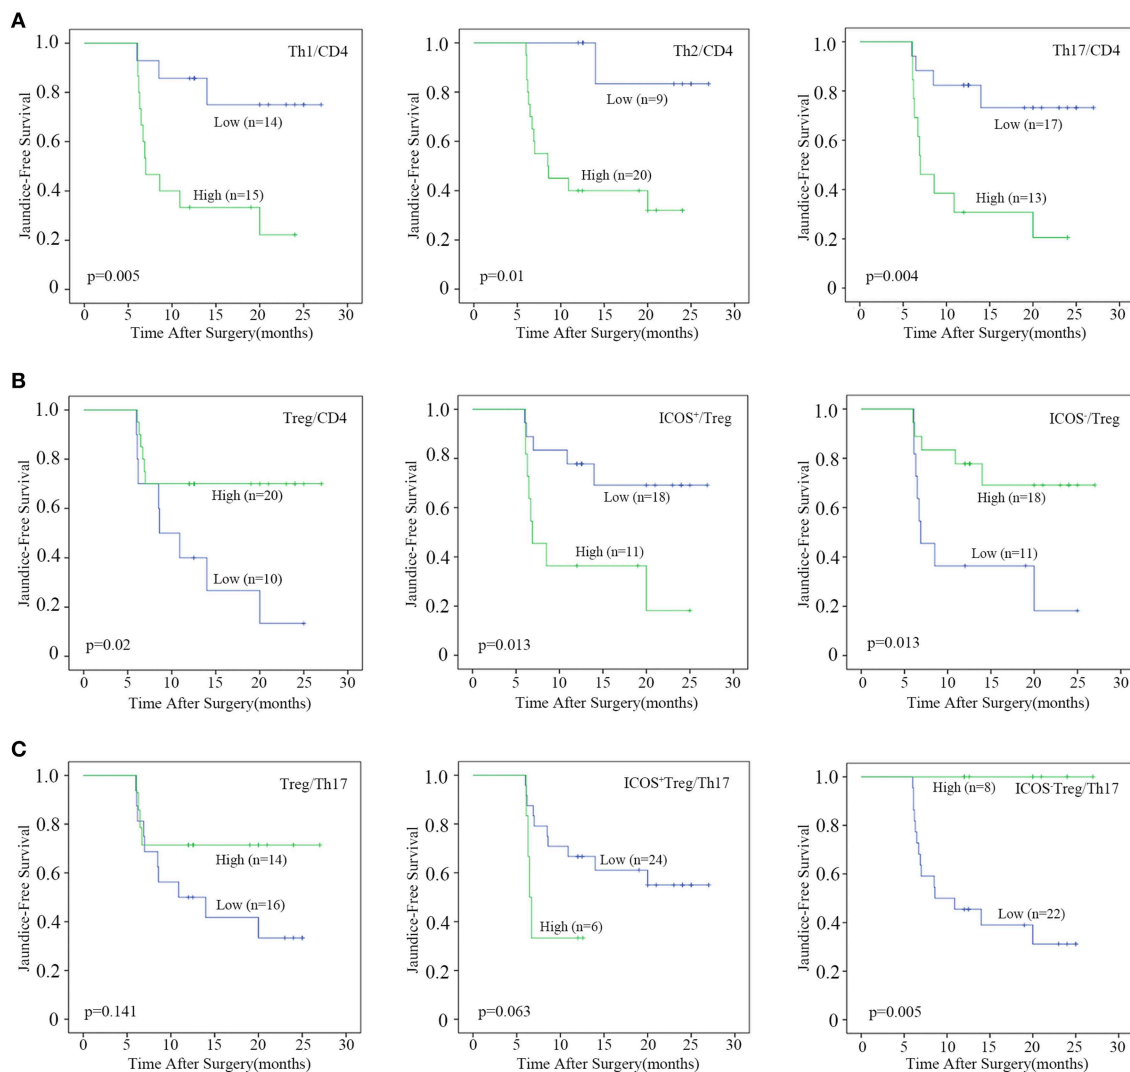 A
Jaundice-Free Survival
1.0
0.8
0.6
0.4
0.2
0
Th1/CD4
Low (n=14)
High (n=15)
p=0.005
0 5 10 15 20 25 30
Time After Surgery(months)
Jaundice-Free Survival
1.0
0.8
0.6
0.4
0.2
0
Th2/CD4
Low (n=9)
High (n=20)
p=0.01
0 5 10 15 20 25 30
Time After Surgery(months)
Jaundice-Free Survival
1.0
0.8
0.6
0.4
0.2
0
Th17/CD4
Low (n=17)
High (n=13)
p=0.004
0 5 10 15 20 25 30
Time After Surgery(months)
B
Jaundice-Free Survival
1.0
0.8
0.6
0.4
0.2
0
Treg/CD4
High (n=20)
Low (n=10)
p=0.02
0 5 10 15 20 25 30
Time After Surgery(months)
Jaundice-Free Survival
1.0
0.8
0.6
0.4
0.2
0
ICOS⁺/Treg
Low (n=18)
High (n=11)
p=0.013
0 5 10 15 20 25 30
Time After Surgery(months)
Jaundice-Free Survival
1.0
0.8
0.6
0.4
0.2
0
ICOS⁻/Treg
High (n=18)
Low (n=11)
p=0.013
0 5 10 15 20 25 30
Time After Surgery(months)
C
Jaundice-Free Survival
1.0
0.8
0.6
0.4
0.2
0
Treg/Th17
High (n=14)
Low (n=16)
p=0.141
0 5 10 15 20 25 30
Time After Surgery(months)
Jaundice-Free Survival
1.0
0.8
0.6
0.4
0.2
0
ICOS⁺Treg/Th17
Low (n=24)
High (n=6)
p=0.063
0 5 10 15 20 25 30
Time After Surgery(months)
Jaundice-Free Survival
1.0
0.8
0.6
0.4
0.2
0
High (n=8) ICOS⁻Treg/Th17
Low (n=22)
p=0.005
0 5 10 15 20 25 30
Time After Surgery(months)